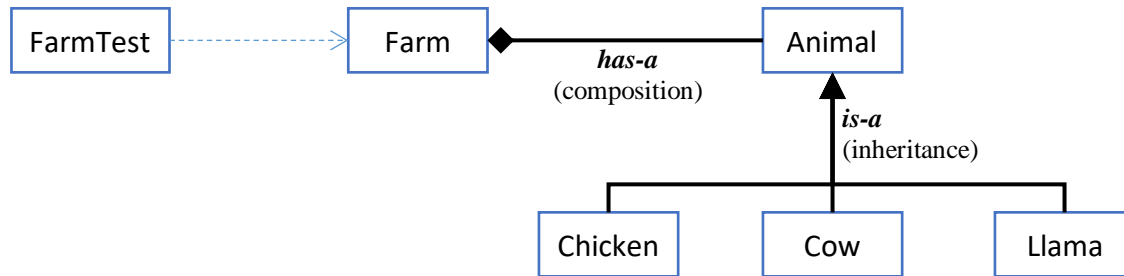 FarmTest
Farm
Animal
has-a
(composition)
is-a
(inheritance)
Chicken
Cow
Llama